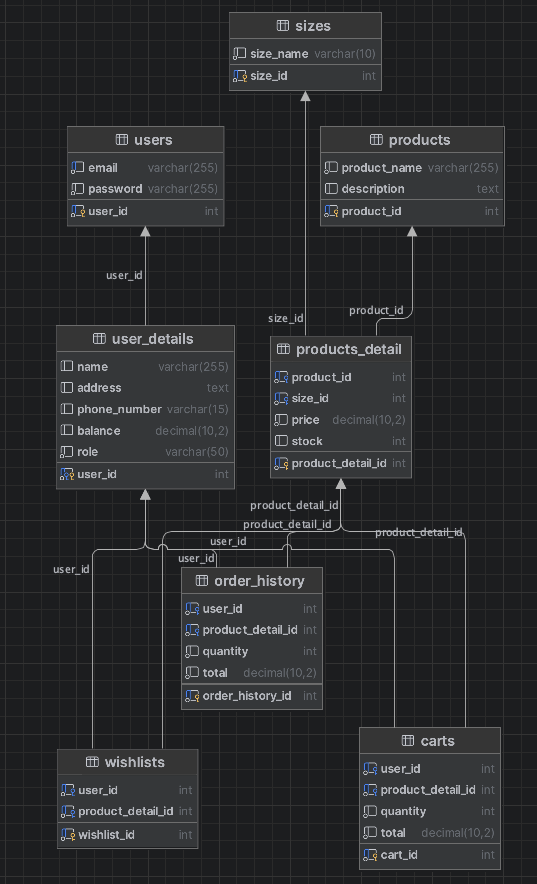 sizes
size_name varchar(10)
size_id int
users
email varchar(255)
password varchar(255)
user_id int
products
product_name varchar(255)
description text
product_id int
user_id
size_id
product_id
user_details
name varchar(255)
address text
phone_number varchar(15)
balance decimal(10,2)
role varchar(50)
user_id int
products_detail
product_id int
size_id int
price decimal(10,2)
stock int
product_detail_id int
product_detail_id
product_detail_id
product_detail_id
user_id
user_id
user_id
order_history
user_id int
product_detail_id int
quantity int
total decimal(10,2)
order_history_id int
wishlists
user_id int
product_detail_id int
wishlist_id int
carts
user_id int
product_detail_id int
quantity int
total decimal(10,2)
cart_id int